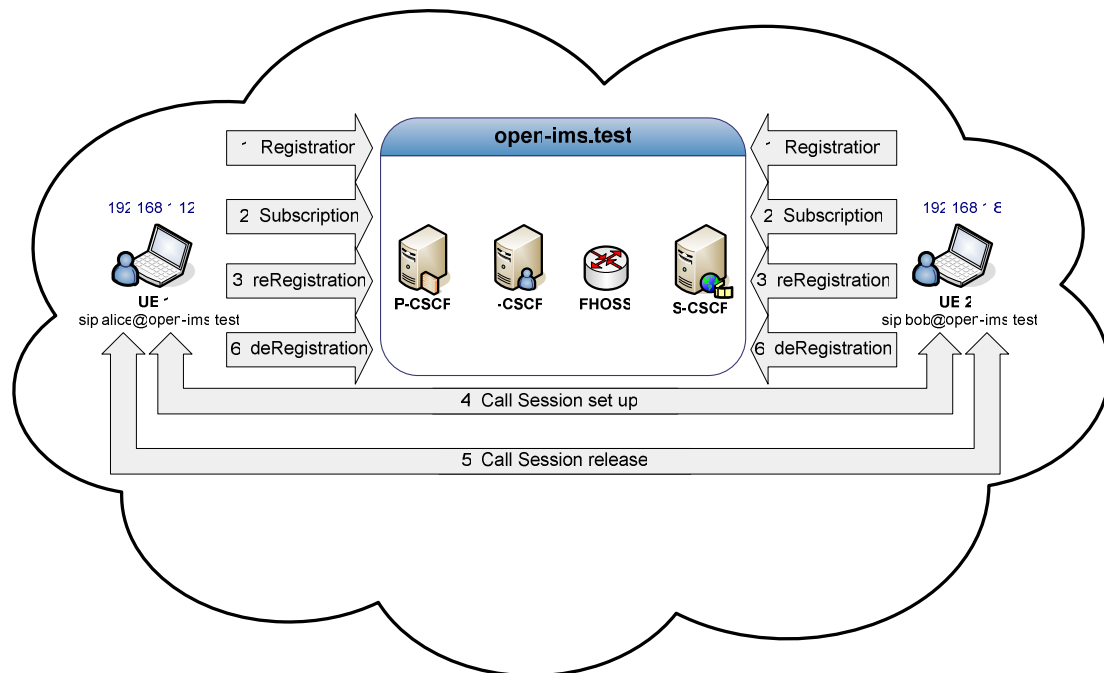 open-ims.test
1 Registration
1 Registration
192 168 1 12
2 Subscription
2 Subscription
192 168 1 8
3 reRegistration
3 reRegistration
UE 1
sip alice@open-ims test
P-CSCF
-CSCF
FHOSS
S-CSCF
UE 2
sip bob@open-ims test
6 deRegistration
6 deRegistration
4 Call Session set up
5 Call Session release